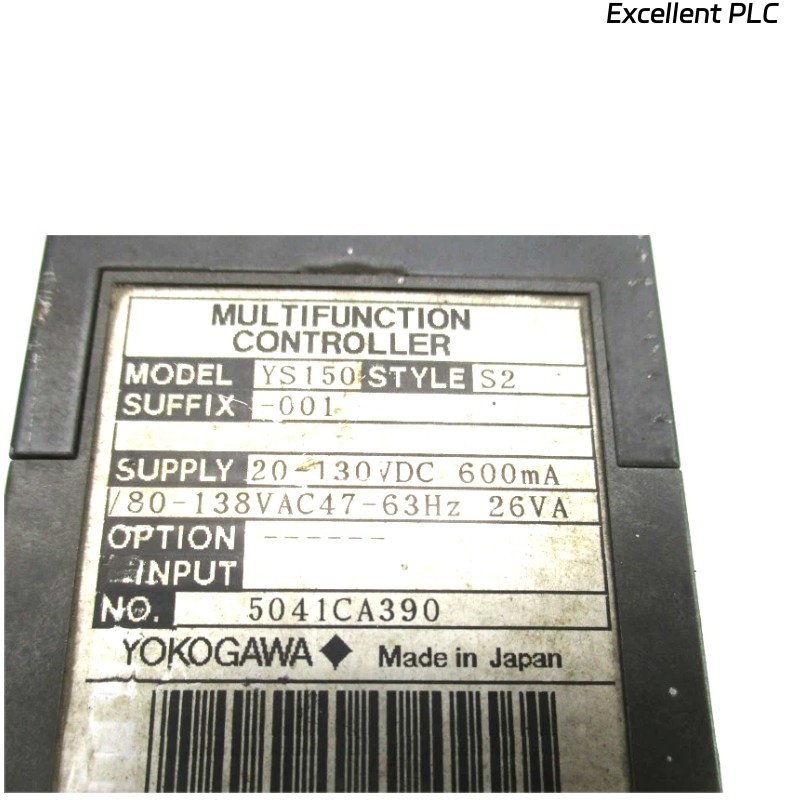 Excellent PLC
MULTIFUNCTION
CONTROLLER
MODEL YS150 STYLE S2
SUFFIX -001
SUPPLY 20-130VDC 600mA
/80-138VAC47-63Hz 26VA
OPTION ------
INPUT
NO. 5041CA390
YOKOGAWA◆ Made in Japan